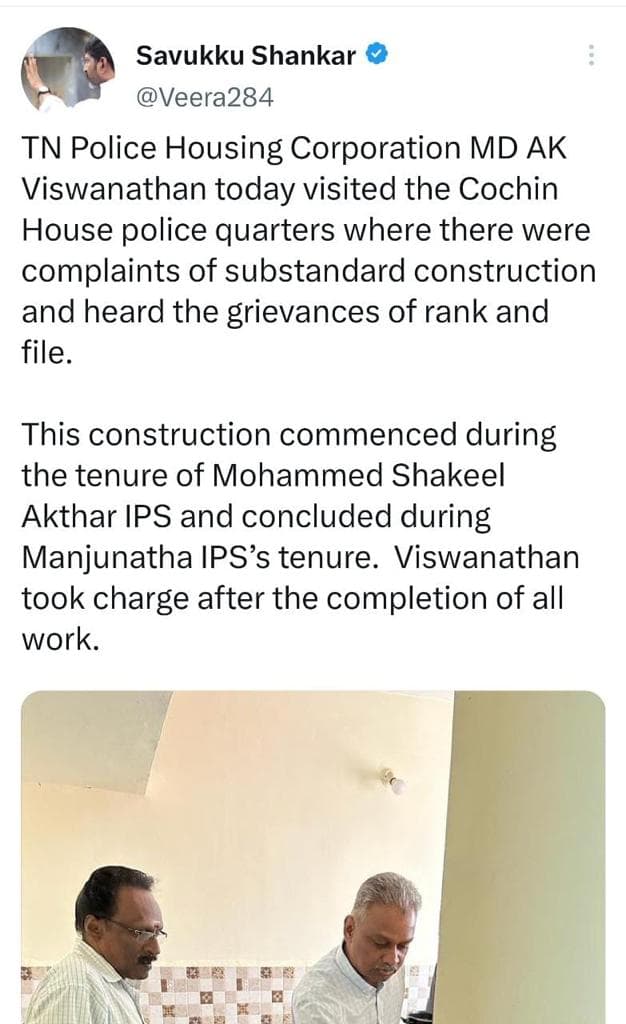 Savukku Shankar
@Veera284
TN Police Housing Corporation MD AK
Viswanathan today visited the Cochin
House police quarters where there were
complaints of substandard construction
and heard the grievances of rank and
file.
This construction commenced during
the tenure of Mohammed Shakeel
Akthar IPS and concluded during
Manjunatha IPS’s tenure.  Viswanathan
took charge after the completion of all
work.